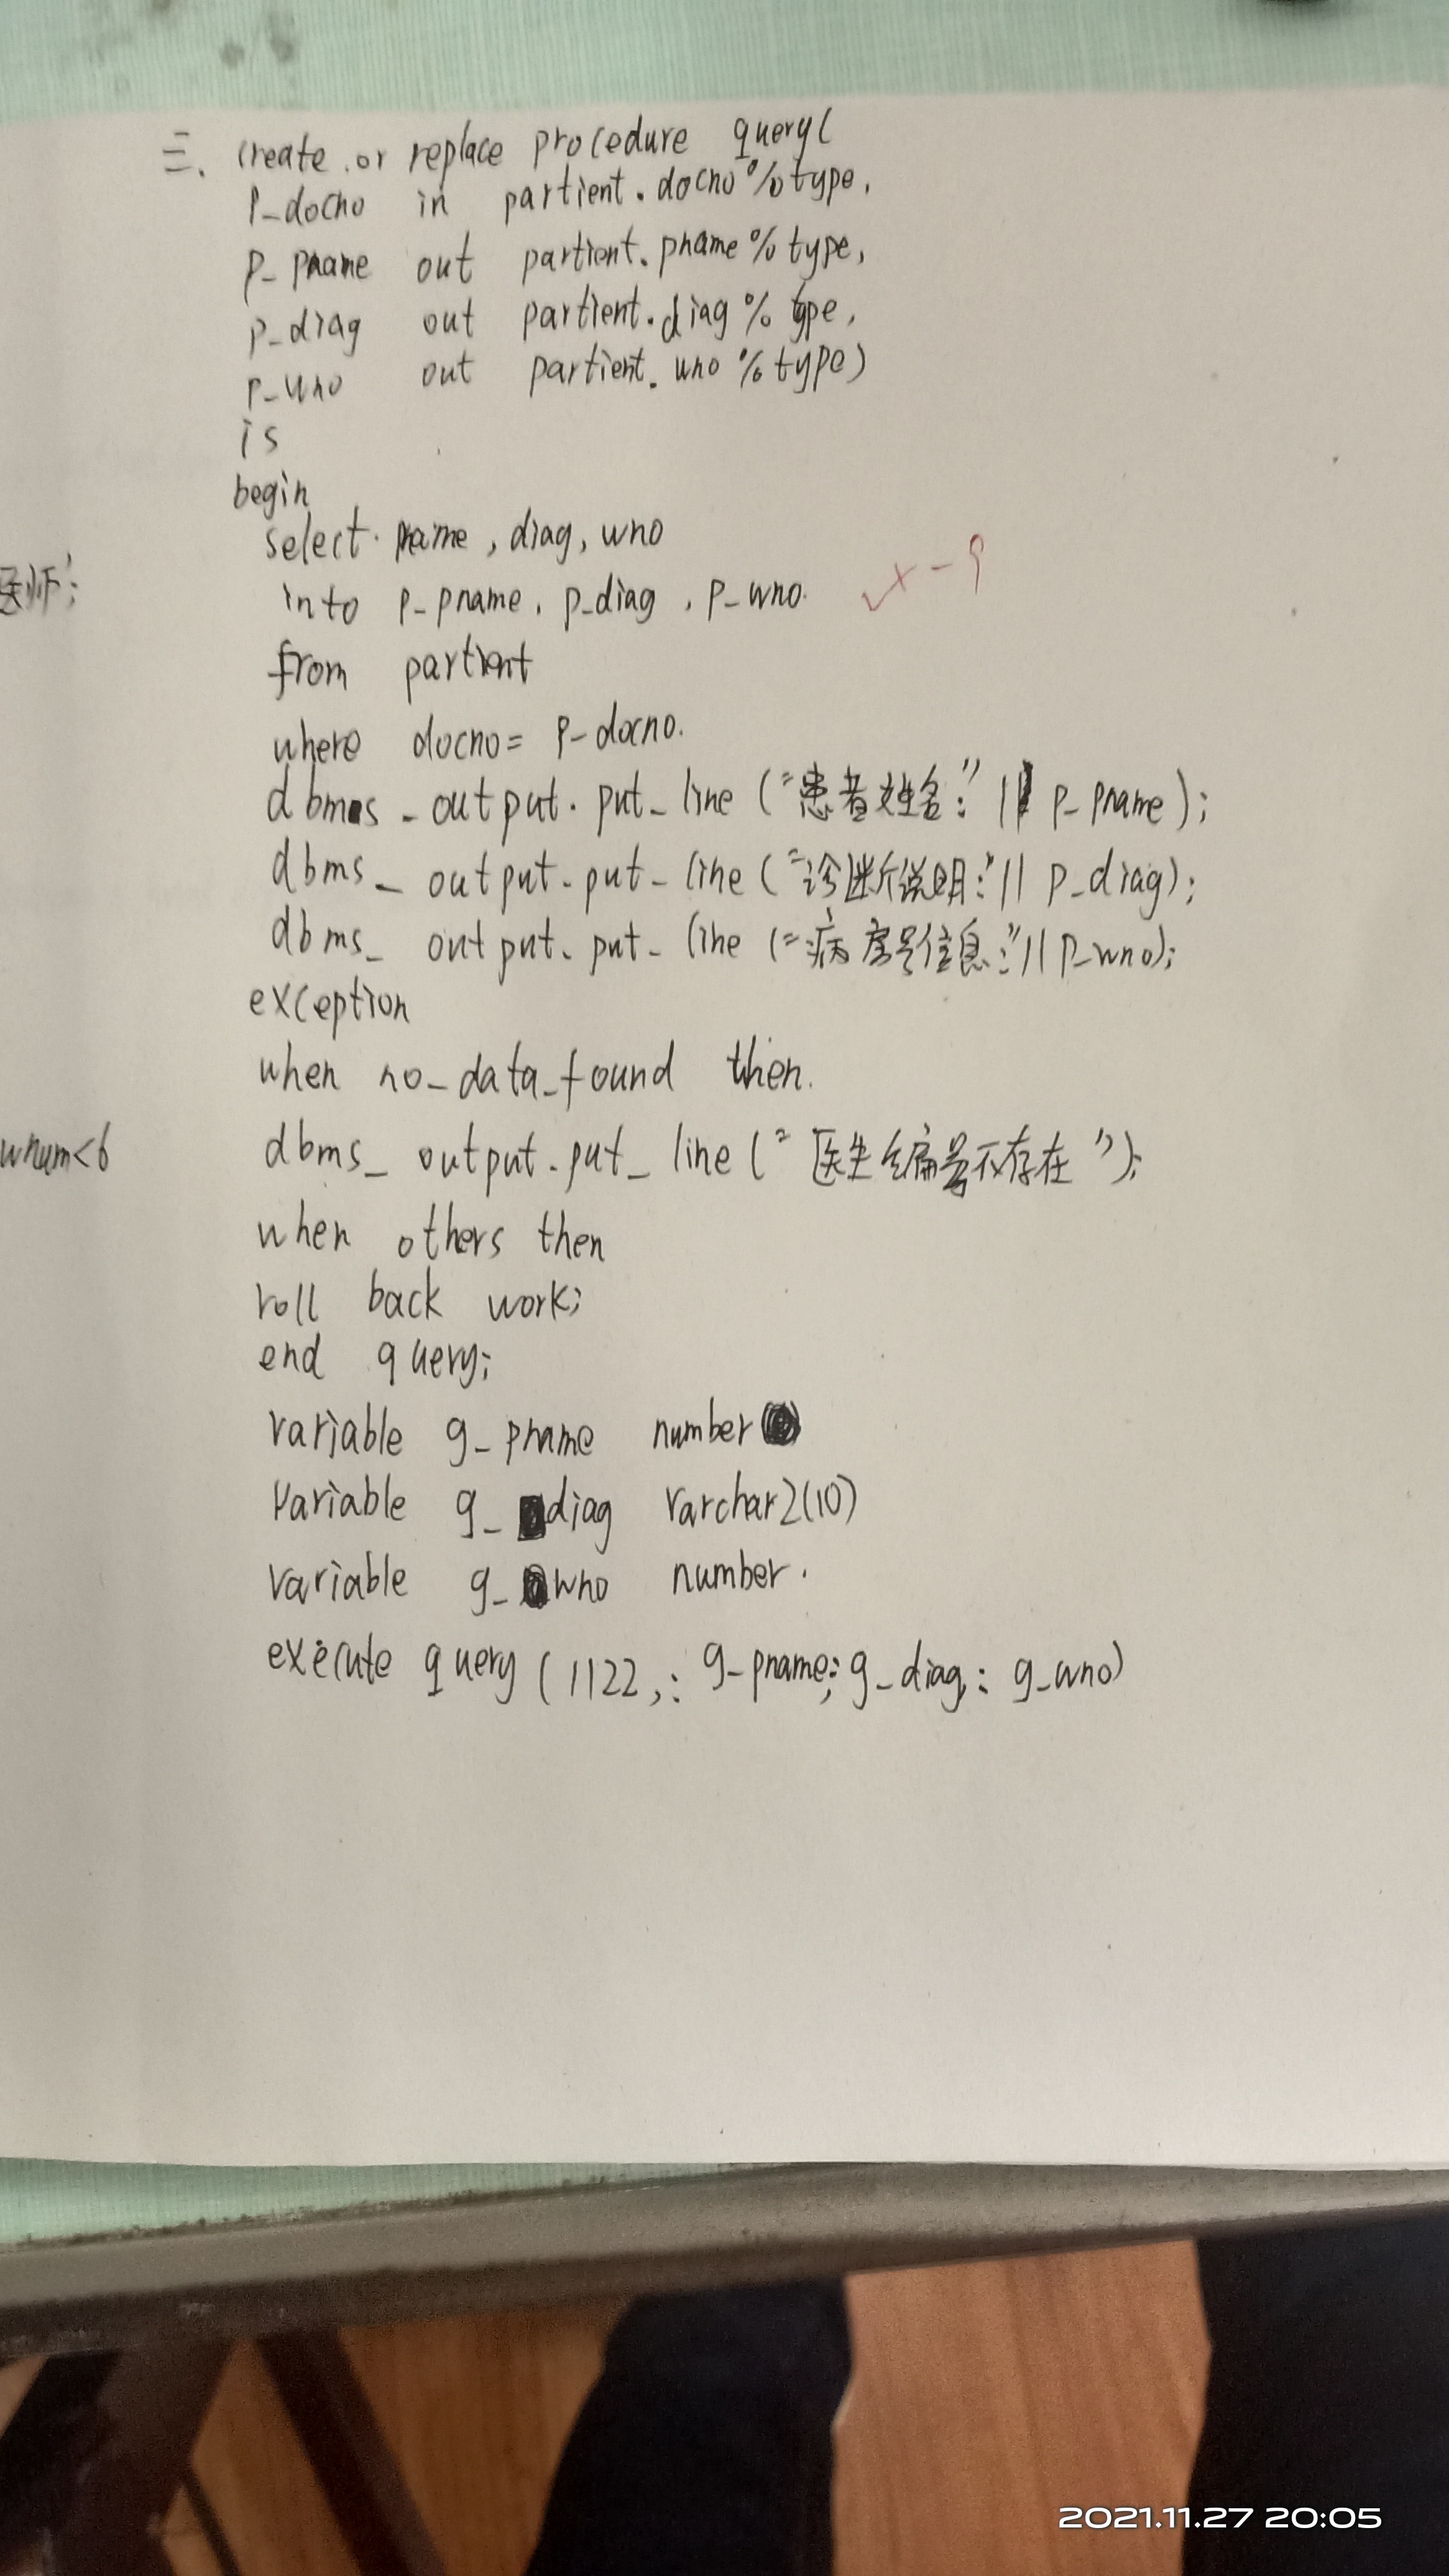 三. create.or replace procedure query(
p_docno in partient.docno%type,
p_pname out partient.pname%type,
p_diag out partient.diag%type,
p_wno out partient.wno%type)
is
begin
select pname, diag, wno
into p_pname, p_diag, p_wno.
医师';
from partient
where docno = p_docno.
dbms_output.put_line ("患者姓名:" || p_pname);
dbms_output.put_line ("诊断说明:" || p_diag);
dbms_output.put_line ("病房号信息:" || p_wno);
exception
when no_data_found then.
dbms_output.put_line ("医生编号不存在");
wnum<6
when others then
roll back work;
end query;
variable g_pname number
variable g_diag varchar2(10)
variable g_wno number.
execute query (1122,: g_pname,: g_diag,: g_wno)
2021.11.27 20:05